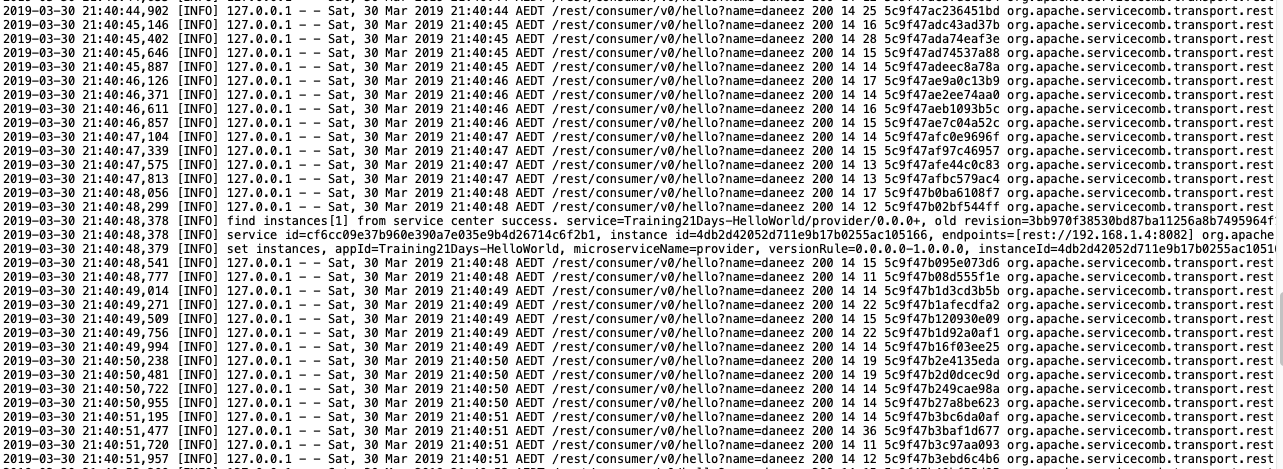 2019-03-30 21:40:44,902 [INFO] 127.0.0.1 - - Sat, 30 Mar 2019 21:40:44 AEDT /rest/consumer/v0/hello?name=daneez 200 14 25 5c9f47ac236451bd org.apache.servicecomb.transport.rest
2019-03-30 21:40:45,146 [INFO] 127.0.0.1 - - Sat, 30 Mar 2019 21:40:45 AEDT /rest/consumer/v0/hello?name=daneez 200 14 16 5c9f47adc43ad37b org.apache.servicecomb.transport.rest
2019-03-30 21:40:45,402 [INFO] 127.0.0.1 - - Sat, 30 Mar 2019 21:40:45 AEDT /rest/consumer/v0/hello?name=daneez 200 14 28 5c9f47ada74eaf3e org.apache.servicecomb.transport.rest
2019-03-30 21:40:45,646 [INFO] 127.0.0.1 - - Sat, 30 Mar 2019 21:40:45 AEDT /rest/consumer/v0/hello?name=daneez 200 14 15 5c9f47ad74537a88 org.apache.servicecomb.transport.rest
2019-03-30 21:40:45,887 [INFO] 127.0.0.1 - - Sat, 30 Mar 2019 21:40:45 AEDT /rest/consumer/v0/hello?name=daneez 200 14 14 5c9f47adeec8a78a org.apache.servicecomb.transport.rest
2019-03-30 21:40:46,126 [INFO] 127.0.0.1 - - Sat, 30 Mar 2019 21:40:46 AEDT /rest/consumer/v0/hello?name=daneez 200 14 17 5c9f47ae9a0c13b9 org.apache.servicecomb.transport.rest
2019-03-30 21:40:46,371 [INFO] 127.0.0.1 - - Sat, 30 Mar 2019 21:40:46 AEDT /rest/consumer/v0/hello?name=daneez 200 14 14 5c9f47ae2ee74aa0 org.apache.servicecomb.transport.rest
2019-03-30 21:40:46,611 [INFO] 127.0.0.1 - - Sat, 30 Mar 2019 21:40:46 AEDT /rest/consumer/v0/hello?name=daneez 200 14 16 5c9f47aeb1093b5c org.apache.servicecomb.transport.rest
2019-03-30 21:40:46,857 [INFO] 127.0.0.1 - - Sat, 30 Mar 2019 21:40:46 AEDT /rest/consumer/v0/hello?name=daneez 200 14 15 5c9f47ae7c04a52c org.apache.servicecomb.transport.rest
2019-03-30 21:40:47,104 [INFO] 127.0.0.1 - - Sat, 30 Mar 2019 21:40:47 AEDT /rest/consumer/v0/hello?name=daneez 200 14 14 5c9f47afc0e9696f org.apache.servicecomb.transport.rest
2019-03-30 21:40:47,339 [INFO] 127.0.0.1 - - Sat, 30 Mar 2019 21:40:47 AEDT /rest/consumer/v0/hello?name=daneez 200 14 15 5c9f47af97c46957 org.apache.servicecomb.transport.rest
2019-03-30 21:40:47,575 [INFO] 127.0.0.1 - - Sat, 30 Mar 2019 21:40:47 AEDT /rest/consumer/v0/hello?name=daneez 200 14 13 5c9f47afe44c0c83 org.apache.servicecomb.transport.rest
2019-03-30 21:40:47,813 [INFO] 127.0.0.1 - - Sat, 30 Mar 2019 21:40:47 AEDT /rest/consumer/v0/hello?name=daneez 200 14 13 5c9f47afbc579ac4 org.apache.servicecomb.transport.rest
2019-03-30 21:40:48,056 [INFO] 127.0.0.1 - - Sat, 30 Mar 2019 21:40:48 AEDT /rest/consumer/v0/hello?name=daneez 200 14 17 5c9f47b0ba6108f7 org.apache.servicecomb.transport.rest
2019-03-30 21:40:48,299 [INFO] 127.0.0.1 - - Sat, 30 Mar 2019 21:40:48 AEDT /rest/consumer/v0/hello?name=daneez 200 14 12 5c9f47b02bf544ff org.apache.servicecomb.transport.rest
2019-03-30 21:40:48,378 [INFO] find instances[1] from service center success. service=Training21Days-HelloWorld/provider/0.0.0+, old revision=3bb970f38530bd87ba11256a8b7495964f
2019-03-30 21:40:48,378 [INFO] service id=cf6cc09e37b960e390a7e035e9b4d26714c6f2b1, instance id=4db2d42052d711e9b17b0255ac105166, endpoints=[rest://192.168.1.4:8082] org.apache
2019-03-30 21:40:48,379 [INFO] set instances, appId=Training21Days-HelloWorld, microserviceName=provider, versionRule=0.0.0.0-1.0.0.0, instanceId=4db2d42052d711e9b17b0255ac1051
2019-03-30 21:40:48,541 [INFO] 127.0.0.1 - - Sat, 30 Mar 2019 21:40:48 AEDT /rest/consumer/v0/hello?name=daneez 200 14 15 5c9f47b095e073d6 org.apache.servicecomb.transport.rest
2019-03-30 21:40:48,777 [INFO] 127.0.0.1 - - Sat, 30 Mar 2019 21:40:48 AEDT /rest/consumer/v0/hello?name=daneez 200 14 11 5c9f47b08d555f1e org.apache.servicecomb.transport.rest
2019-03-30 21:40:49,014 [INFO] 127.0.0.1 - - Sat, 30 Mar 2019 21:40:49 AEDT /rest/consumer/v0/hello?name=daneez 200 14 14 5c9f47b1d3cd3b5b org.apache.servicecomb.transport.rest
2019-03-30 21:40:49,271 [INFO] 127.0.0.1 - - Sat, 30 Mar 2019 21:40:49 AEDT /rest/consumer/v0/hello?name=daneez 200 14 22 5c9f47b1afecdfa2 org.apache.servicecomb.transport.rest
2019-03-30 21:40:49,509 [INFO] 127.0.0.1 - - Sat, 30 Mar 2019 21:40:49 AEDT /rest/consumer/v0/hello?name=daneez 200 14 15 5c9f47b120930e09 org.apache.servicecomb.transport.rest
2019-03-30 21:40:49,756 [INFO] 127.0.0.1 - - Sat, 30 Mar 2019 21:40:49 AEDT /rest/consumer/v0/hello?name=daneez 200 14 22 5c9f47b1d92a0af1 org.apache.servicecomb.transport.rest
2019-03-30 21:40:49,994 [INFO] 127.0.0.1 - - Sat, 30 Mar 2019 21:40:49 AEDT /rest/consumer/v0/hello?name=daneez 200 14 14 5c9f47b16f03ee25 org.apache.servicecomb.transport.rest
2019-03-30 21:40:50,238 [INFO] 127.0.0.1 - - Sat, 30 Mar 2019 21:40:50 AEDT /rest/consumer/v0/hello?name=daneez 200 14 19 5c9f47b2e4135eda org.apache.servicecomb.transport.rest
2019-03-30 21:40:50,481 [INFO] 127.0.0.1 - - Sat, 30 Mar 2019 21:40:50 AEDT /rest/consumer/v0/hello?name=daneez 200 14 19 5c9f47b2d0dcec9d org.apache.servicecomb.transport.rest
2019-03-30 21:40:50,722 [INFO] 127.0.0.1 - - Sat, 30 Mar 2019 21:40:50 AEDT /rest/consumer/v0/hello?name=daneez 200 14 14 5c9f47b249cae98a org.apache.servicecomb.transport.rest
2019-03-30 21:40:50,955 [INFO] 127.0.0.1 - - Sat, 30 Mar 2019 21:40:50 AEDT /rest/consumer/v0/hello?name=daneez 200 14 14 5c9f47b27a8be623 org.apache.servicecomb.transport.rest
2019-03-30 21:40:51,195 [INFO] 127.0.0.1 - - Sat, 30 Mar 2019 21:40:51 AEDT /rest/consumer/v0/hello?name=daneez 200 14 14 5c9f47b3bc6da0af org.apache.servicecomb.transport.rest
2019-03-30 21:40:51,477 [INFO] 127.0.0.1 - - Sat, 30 Mar 2019 21:40:51 AEDT /rest/consumer/v0/hello?name=daneez 200 14 36 5c9f47b3baf1d677 org.apache.servicecomb.transport.rest
2019-03-30 21:40:51,720 [INFO] 127.0.0.1 - - Sat, 30 Mar 2019 21:40:51 AEDT /rest/consumer/v0/hello?name=daneez 200 14 11 5c9f47b3c97aa093 org.apache.servicecomb.transport.rest
2019-03-30 21:40:51,957 [INFO] 127.0.0.1 - - Sat, 30 Mar 2019 21:40:51 AEDT /rest/consumer/v0/hello?name=daneez 200 14 12 5c9f47b3ebd6c4b6 org.apache.servicecomb.transport.rest